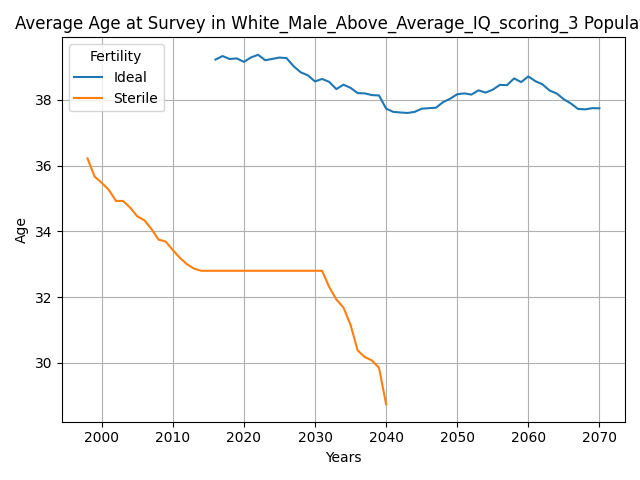 Average Age at Survey in White_Male_Above_Average_IQ_scoring_3 Popula
Fertility
Ideal
Sterile
Age
38
36
34
32
30
2000 2010 2020 2030 2040 2050 2060 2070
Years